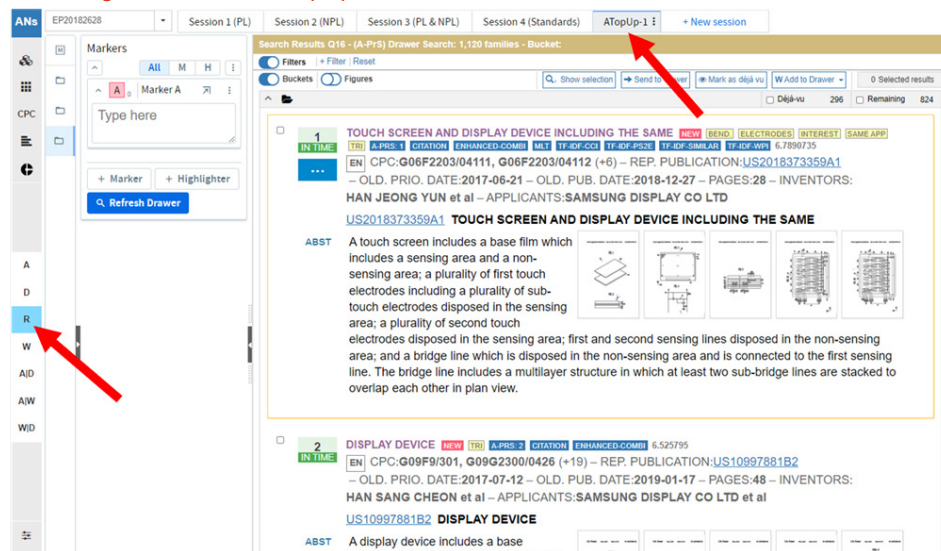 ANs EP20182628 Session 1 (PL) Session 2 (NPL) Session 3 (PL & NPL) Session 4 (Standards) ATopUp-1 + New session
Search Results Q16 - (A-PrS) Drawer Search: 1,120 families - Bucket:
Markers
All M H
A 0 Marker A
Type here
+ Marker + Highlighter
Refresh Drawer
CPC
A
D
R
W
A|D
A|W
W|D
Filters + Filter Reset
Buckets Figures Show selection Send to Drawer Mark as déjà vu W Add to Drawer 0 Selected results
Déjà-vu 296 Remaining 824
1 TOUCH SCREEN AND DISPLAY DEVICE INCLUDING THE SAME NEW BEND ELECTRODES INTEREST SAME APP
IN TIME TRI A-PRS: 1 CITATION ENHANCED-COMBI MLT TF-IDF-CCI TF-IDF-PS2E TF-IDF-SIMILAR TF-IDF-WPI 6.7890735
... EN CPC:G06F2203/04111, G06F2203/04112 (+6) – REP. PUBLICATION:US2018373359A1
– OLD. PRIO. DATE:2017-06-21 – OLD. PUB. DATE:2018-12-27 – PAGES:28 – INVENTORS:
HAN JEONG YUN et al – APPLICANTS:SAMSUNG DISPLAY CO LTD
US2018373359A1 TOUCH SCREEN AND DISPLAY DEVICE INCLUDING THE SAME
ABST A touch screen includes a base film which
includes a sensing area and a non-
sensing area; a plurality of first touch
electrodes including a plurality of sub-
touch electrodes disposed in the sensing
area; a plurality of second touch
electrodes disposed in the sensing area; first and second sensing lines disposed in the non-sensing
area; and a bridge line which is disposed in the non-sensing area and is connected to the first sensing
line. The bridge line includes a multilayer structure in which at least two sub-bridge lines are stacked to
overlap each other in plan view.
2 DISPLAY DEVICE NEW TRI A-PRS: 2 CITATION ENHANCED-COMBI 6.525795
IN TIME EN CPC:G09F9/301, G09G2300/0426 (+19) – REP. PUBLICATION:US10997881B2
– OLD. PRIO. DATE:2017-07-12 – OLD. PUB. DATE:2019-01-17 – PAGES:48 – INVENTORS:
HAN SANG CHEON et al – APPLICANTS:SAMSUNG DISPLAY CO LTD et al
US10997881B2 DISPLAY DEVICE
ABST A display device includes a base